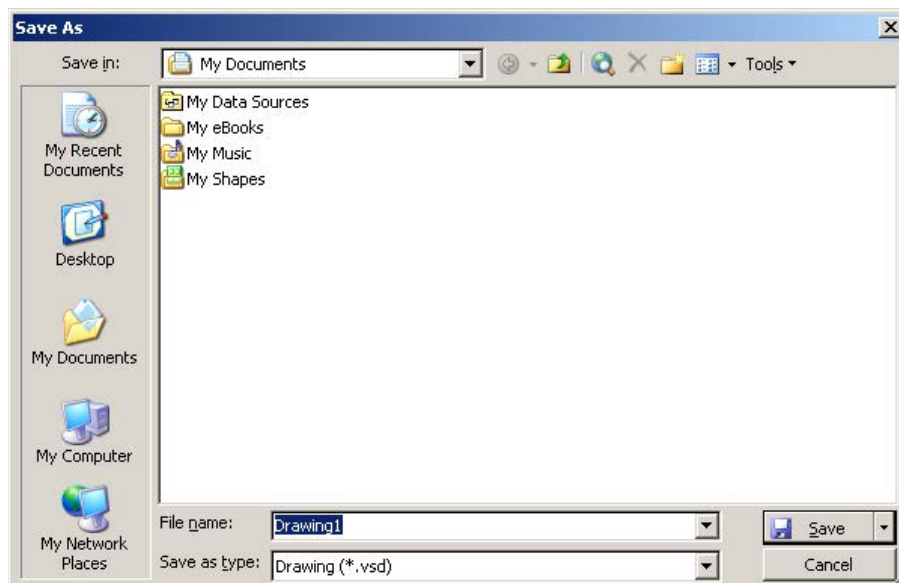 Save As
Save in:
My Documents
Tools
My Data Sources
My eBooks
My Music
My Shapes
My Recent
Documents
Desktop
My Documents
My Computer
My Network
Places
File name:
Drawing1
Save
Save as type:
Drawing (*.vsd)
Cancel